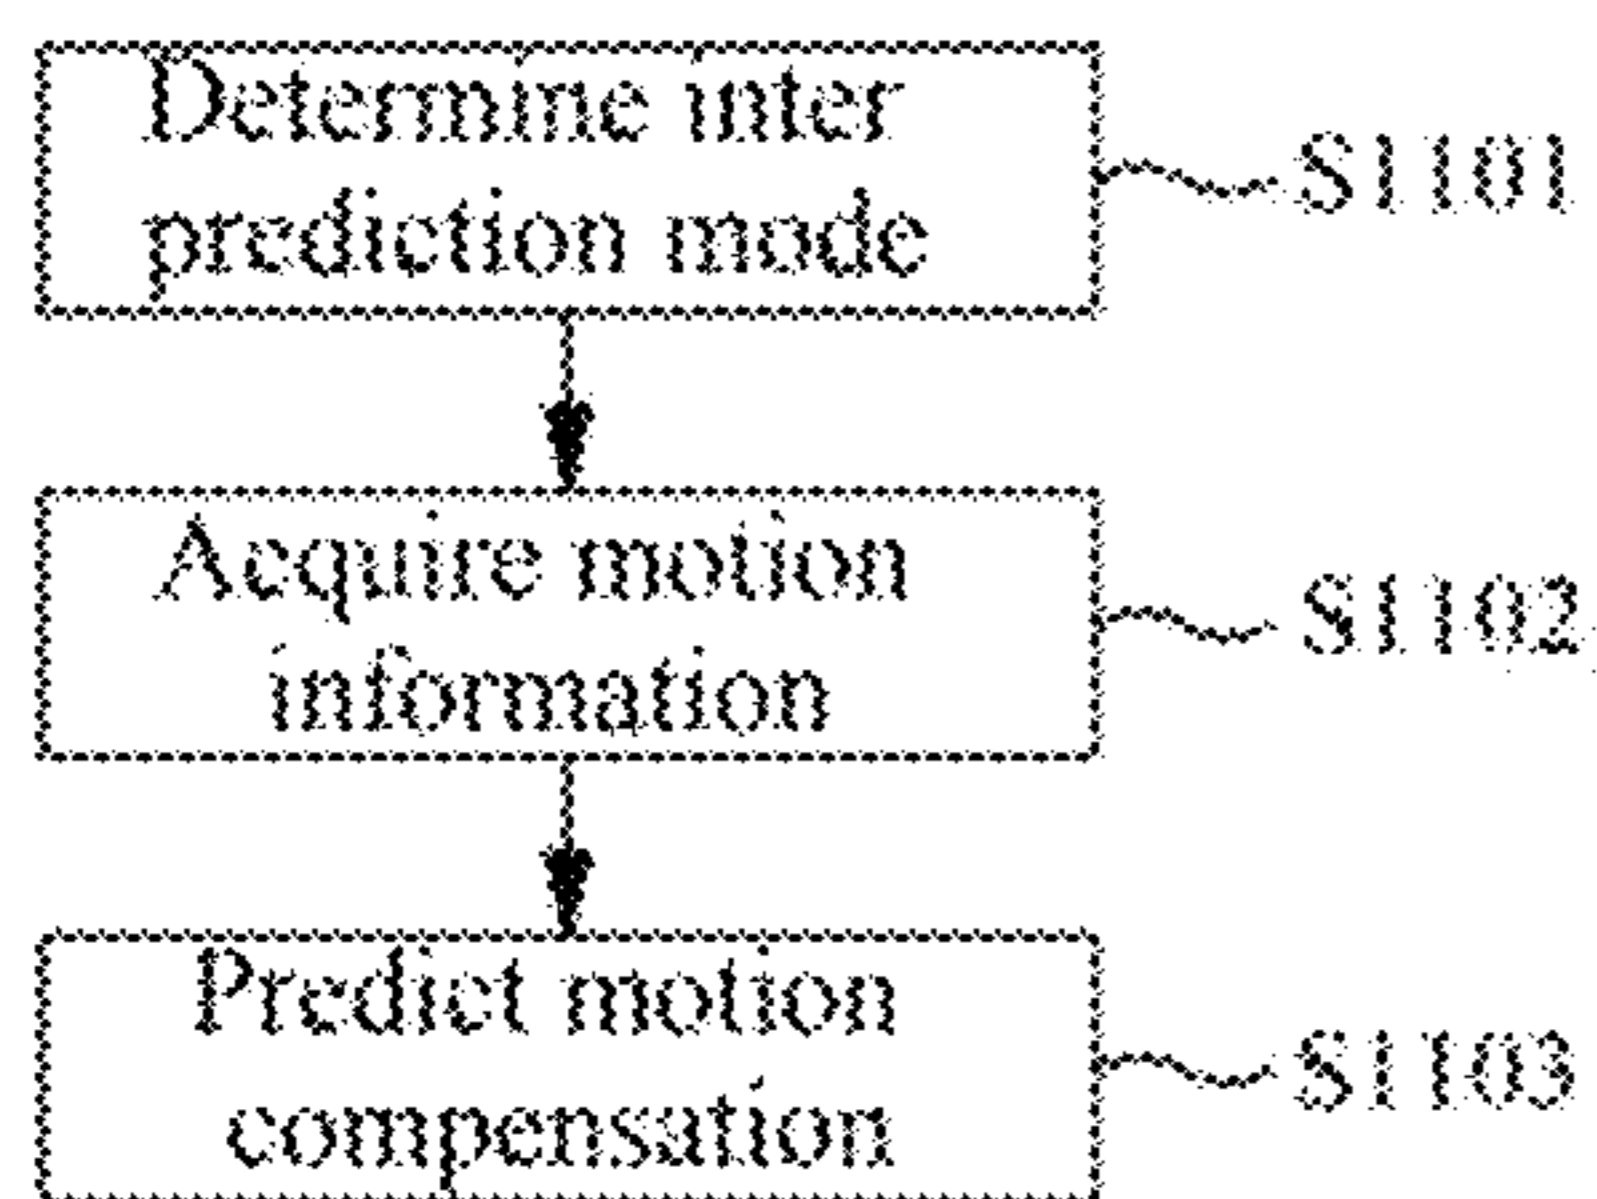 Determine inter
prediction mode
S1101
Acquire motion
information
S1102
Predict motion
compensation
S1103